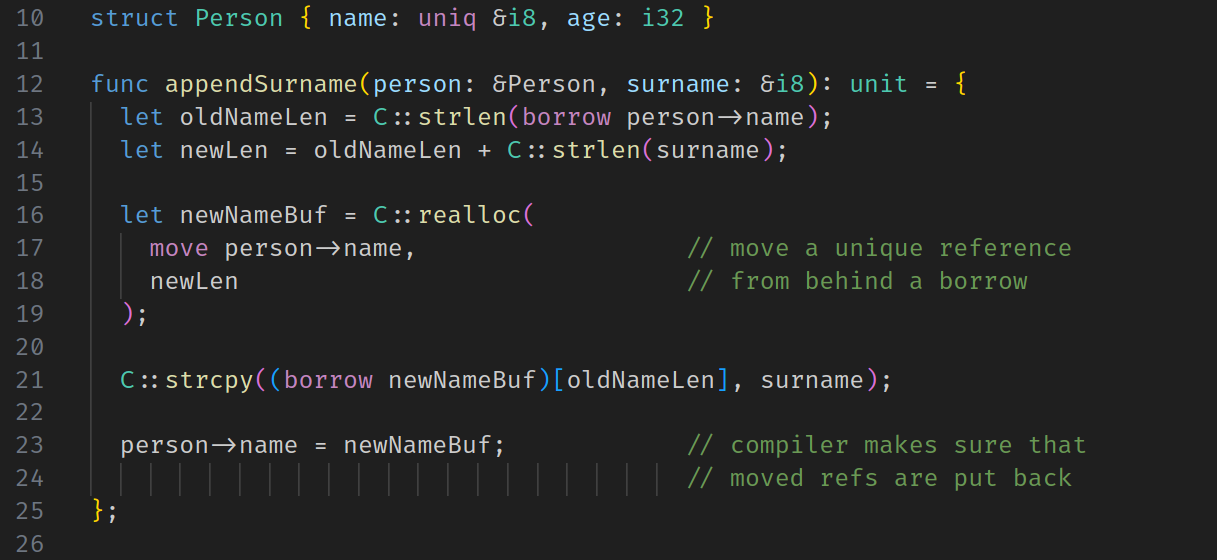 10 struct Person { name: uniq &i8, age: i32 }
11
12 func appendSurname(person: &Person, surname: &i8): unit = {
13   let oldNameLen = C::strlen(borrow person->name);
14   let newLen = oldNameLen + C::strlen(surname);
15
16   let newNameBuf = C::realloc(
17     move person->name,                  // move a unique reference
18     newLen                              // from behind a borrow
19   );
20
21   C::strcpy((borrow newNameBuf)[oldNameLen], surname);
22
23   person->name = newNameBuf;            // compiler makes sure that
24                                         // moved refs are put back
25 };
26